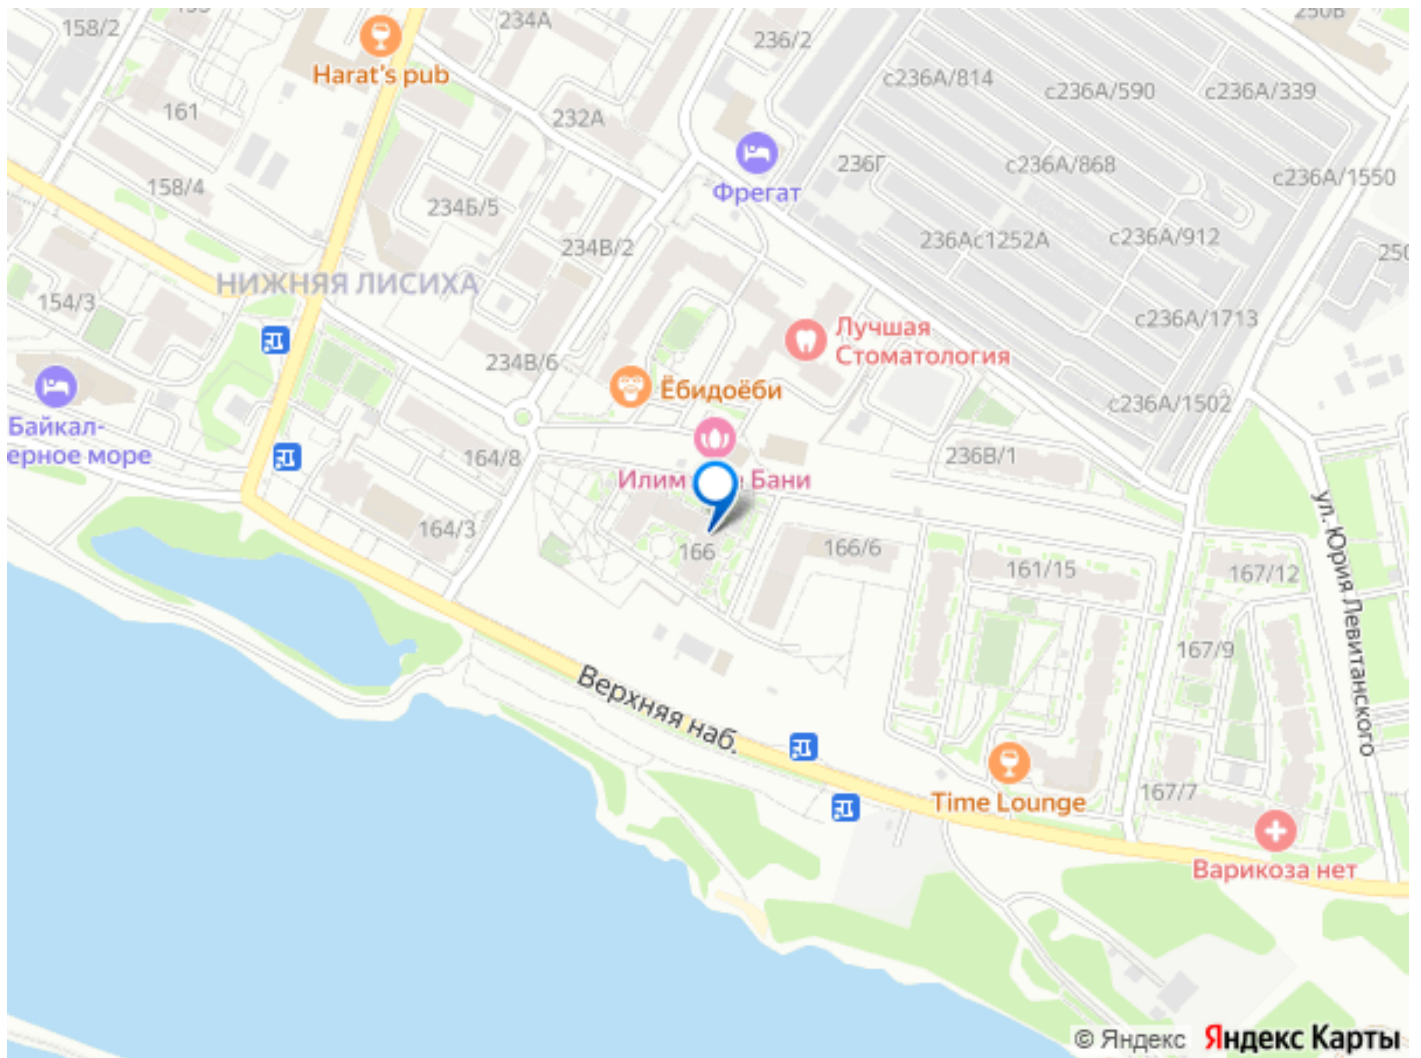 158/2
234А
250В
Harat's pub
236/2
с236А/814
с236А/590
с236А/339
161
232А
236Г
с236А/868
с236А/1550
158/4
Фрегат
234Б/5
234В/2
236Ас1252А
с236А/912
НИЖНЯЯ ЛИСИХА
154/3
с236А/1713
Лучшая
Стоматология
234В/6
Ёбидоёби
с236А/1502
Байкал-
ерное море
164/8
236В/1
Илим
Бани
164/3
166
166/6
161/15
167/12
ул. Юрия Левитанского
167/9
Верхняя наб.
167/7
Time Lounge
Варикоза нет
© Яндекс Яндекс Карты